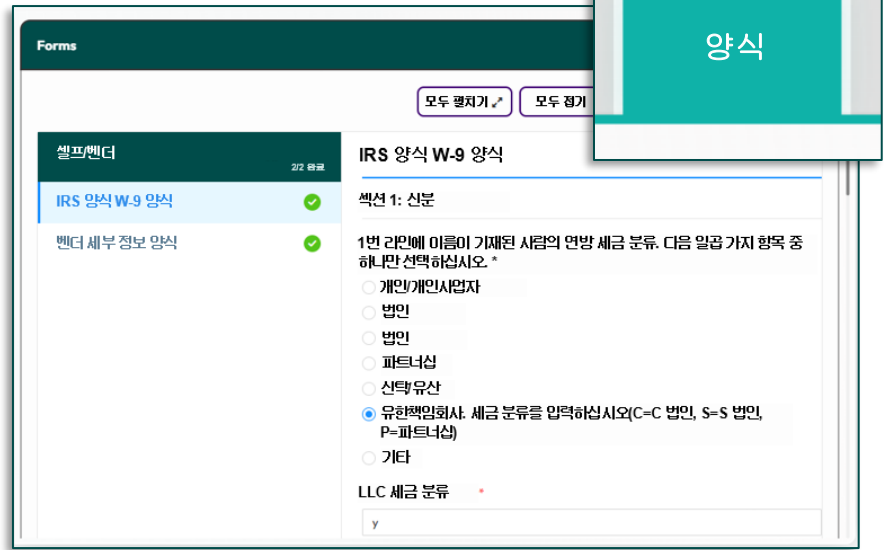 양식
Forms
모두 펼치기
모두 접기
셀프/벤더
2/2 완료
IRS 양식 W-9 양식
벤더 세부 정보 양식
IRS 양식 W-9 양식
섹션 1: 신분
1번 라인에 이름이 기재된 사람의 연방 세금 분류. 다음 일곱 가지 항목 중
하나만 선택하십시오. *
개인/개인사업자
법인
법인
파트너십
신탁/유산
유한책임회사. 세금 분류를 입력하십시오(C=C 법인, S=S 법인,
P=파트너십)
기타
LLC 세금 분류 *
y